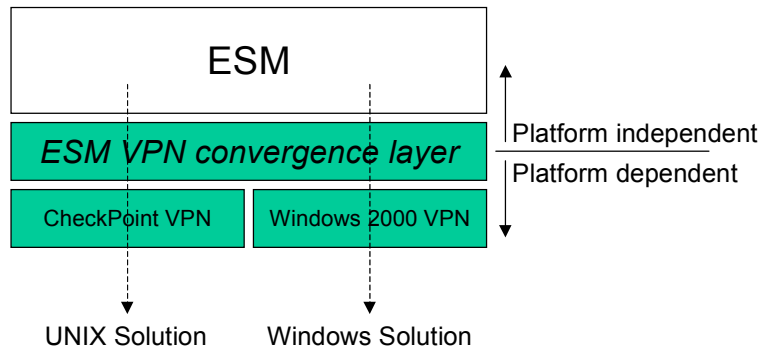 ESM
ESM VPN convergence layer
Platform independent
Platform dependent
CheckPoint VPN
Windows 2000 VPN
UNIX Solution
Windows Solution